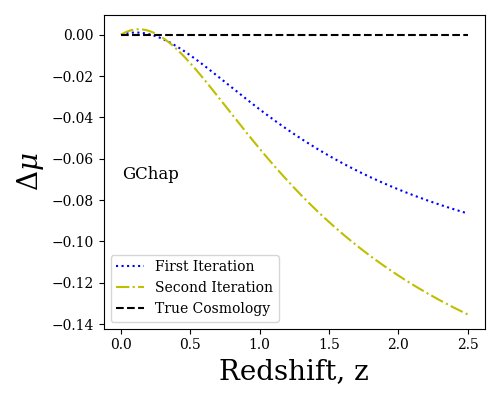 0.00
−0.02
−0.04
−0.06
−0.08
−0.10
−0.12
−0.14
Δμ
GChap
First Iteration
Second Iteration
True Cosmology
0.0 0.5 1.0 1.5 2.0 2.5
Redshift, z